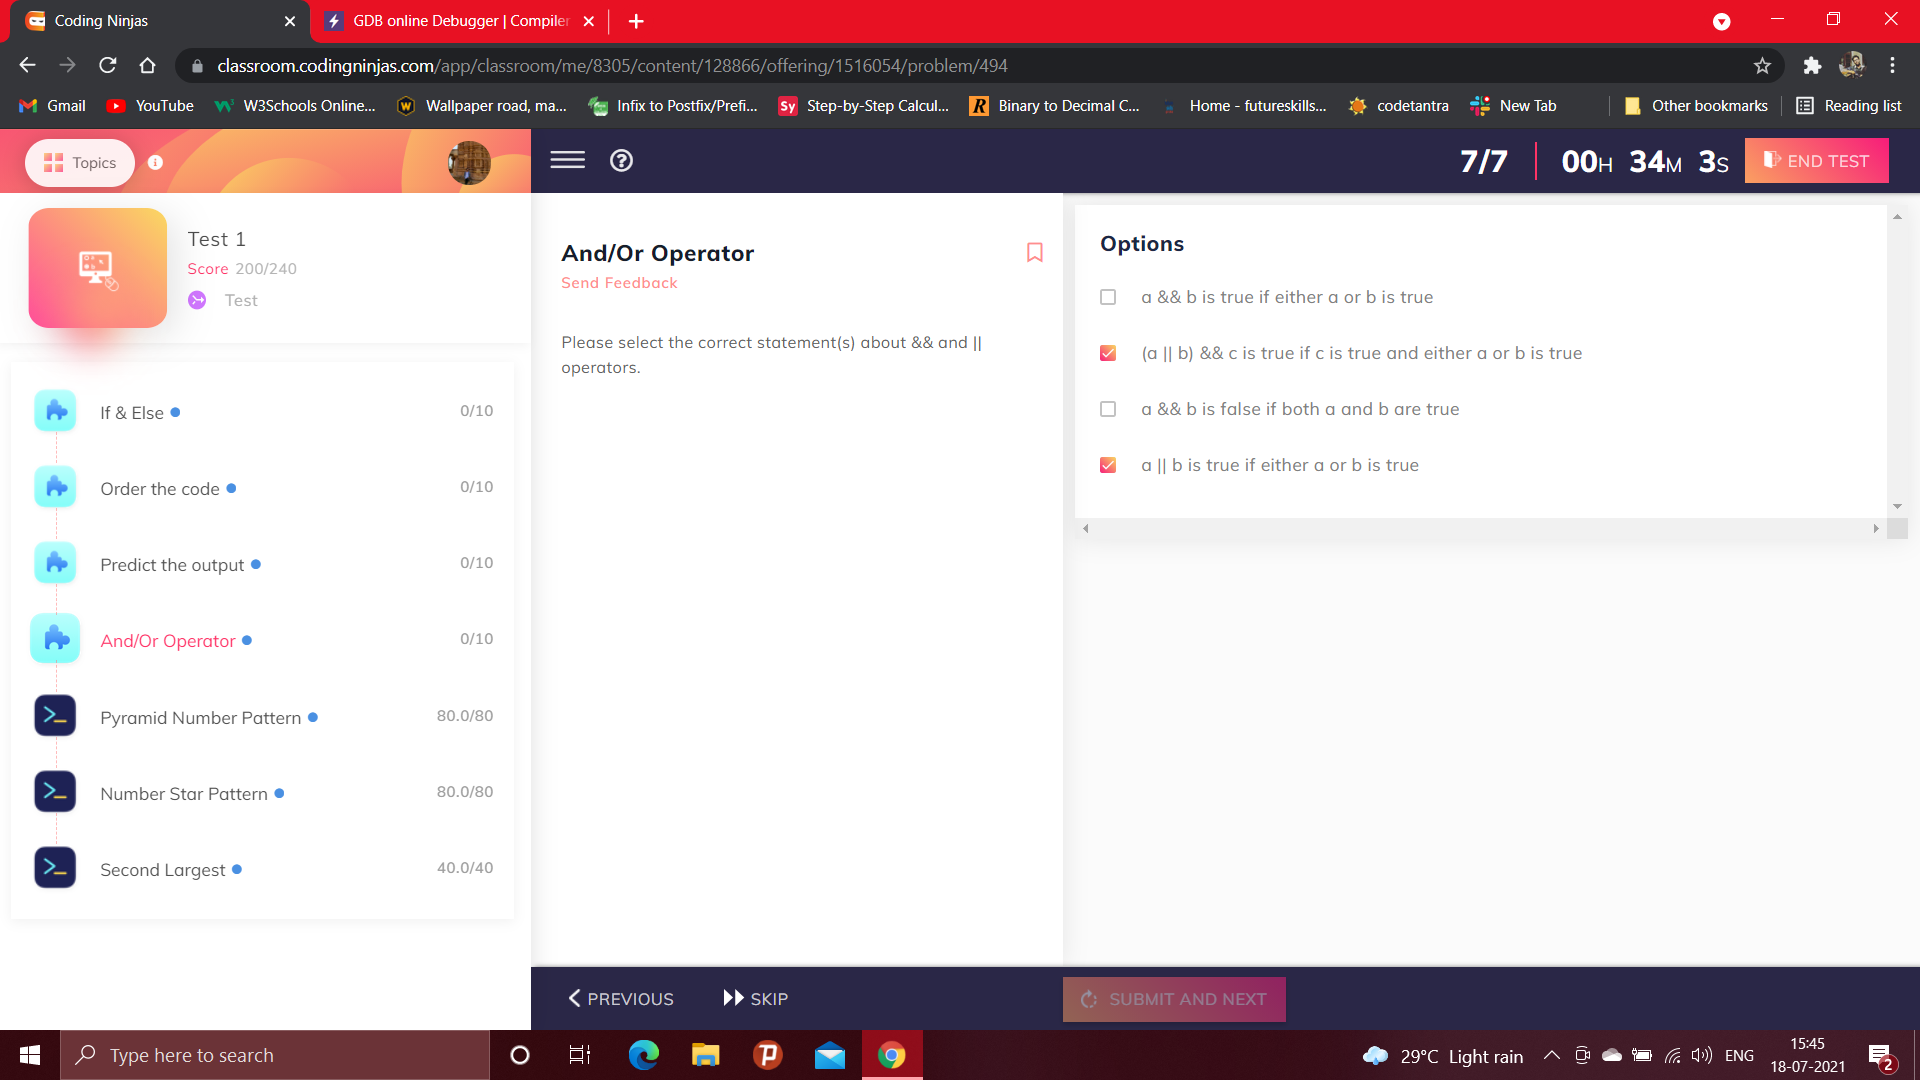 Coding Ninjas
GDB online Debugger | Compiler
classroom.codingninjas.com/app/classroom/me/8305/content/128866/offering/1516054/problem/494
Gmail
YouTube
W3Schools Online...
Wallpaper road, ma...
Infix to Postfix/Prefi...
Sy
Step-by-Step Calcul...
Binary to Decimal C...
Home - futureskills...
codetantra
New Tab
Other bookmarks
Reading list
Topics
7/7
00H 34M 3S
END TEST
Test 1
Score 200/240
Test
If & Else
0/10
Order the code
0/10
Predict the output
0/10
And/Or Operator
0/10
Pyramid Number Pattern
80.0/80
Number Star Pattern
80.0/80
Second Largest
40.0/40
And/Or Operator
Send Feedback
Please select the correct statement(s) about && and ||
operators.
Options
a && b is true if either a or b is true
(a || b) && c is true if c is true and either a or b is true
a && b is false if both a and b are true
a || b is true if either a or b is true
PREVIOUS
SKIP
SUBMIT AND NEXT
Type here to search
29°C Light rain
ENG
15:45
18-07-2021
2